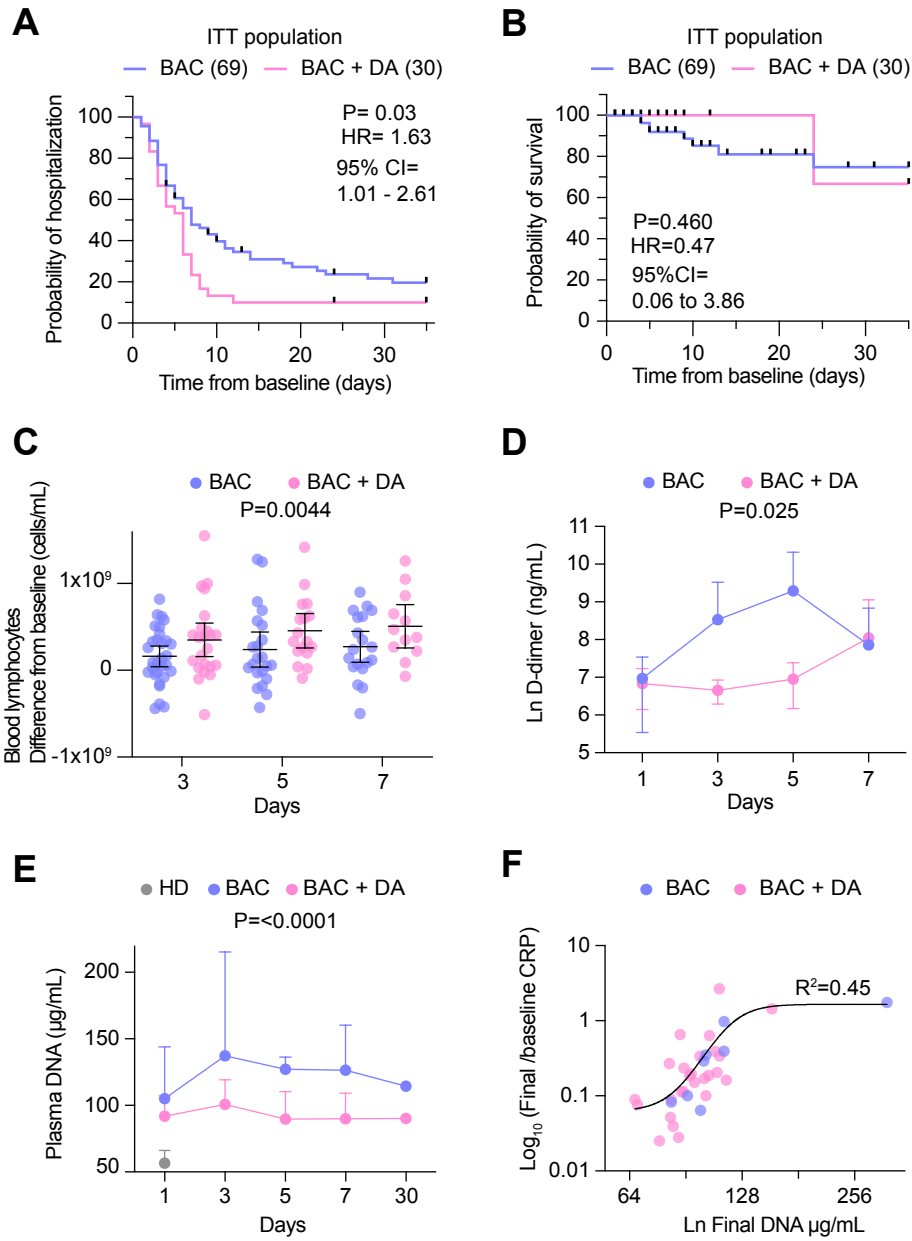 A
ITT population
BAC (69) BAC + DA (30)
P= 0.03
HR= 1.63
95% CI=
1.01 - 2.61
Probability of hospitalization
100
80
60
40
20
0
0 10 20 30
Time from baseline (days)
B
ITT population
BAC (69) BAC + DA (30)
Probability of survival
100
80
60
40
20
0
P=0.460
HR=0.47
95%CI=
0.06 to 3.86
0 10 20 30
Time from baseline (days)
C
BAC BAC + DA
P=0.0044
Blood lymphocytes
Difference from baseline (cells/mL)
1x10⁹
0
-1x10⁹
3 5 7
Days
D
BAC BAC + DA
P=0.025
Ln D-dimer (ng/mL)
11
10
9
8
7
6
5
1 3 5 7
Days
E
HD BAC BAC + DA
P=<0.0001
Plasma DNA (µg/mL)
200
150
100
50
1 3 5 7 30
Days
F
BAC BAC + DA
R²=0.45
Log₁₀ (Final /baseline CRP)
10
1
0.1
0.01
64 128 256
Ln Final DNA µg/mL